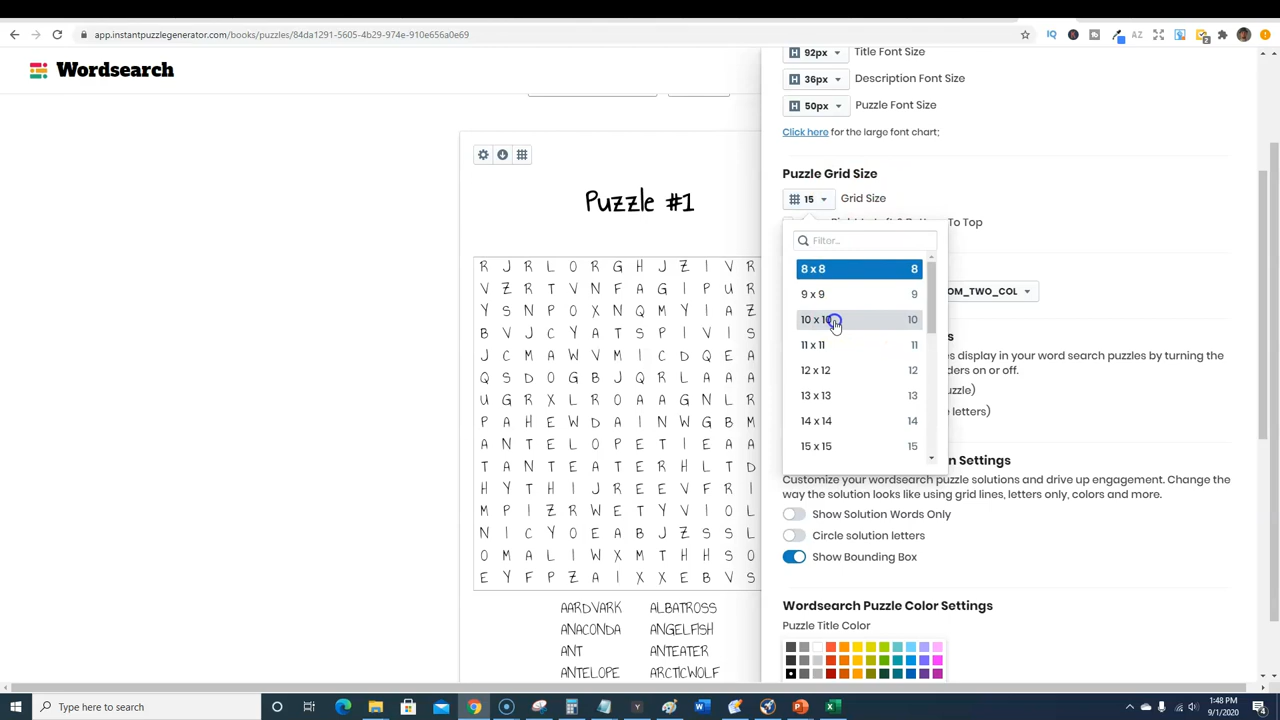 app.instantpuzzlegenerator.com/books/puzzles/84da1291-5605-4b29-974e-910e656a0e69
Wordsearch
Puzzle #1
R J R L O R G H J Z I V R
V Z R T V N F A G I P U R
Y S N P O X N Q M Y I A Z
B V J C Y A T S P I V I S
J C M A W V M I C D Q E A
Q S D O G B J Q R L A A A
U G R X L R O A A G N L R
P A H E W D A I N W G B M
A N T E L O P E T I E A A
T A N T E A T E R H L T D
H Y T H I J R E E V F R I
M P I Z R W E T Y V I O L
N I C Y O E A B J Z S S L
O M A L I W X M T H H S O
E Y F P Z A I X X E B V S
AARDVARK ALBATROSS
ANACONDA ANGELFISH
ANT ANTEATER
ANTELOPE ARCTICWOLF
92px Title Font Size
36px Description Font Size
50px Puzzle Font Size
Click here for the large font chart;
Puzzle Grid Size
15 Grid Size
To Top
Filter...
8 x 8 8
9 x 9 9
10 x 10 10
11 x 11 11
12 x 12 12
13 x 13 13
14 x 14 14
15 x 15 15
OM_TWO_COL
es display in your word search puzzles by turning the
ders on or off.
uzzle)
e letters)
n Settings
Customize your wordsearch puzzle solutions and drive up engagement. Change the
way the solution looks like using grid lines, letters only, colors and more.
Show Solution Words Only
Circle solution letters
Show Bounding Box
Wordsearch Puzzle Color Settings
Puzzle Title Color
Type here to search
1:48 PM
9/1/2020